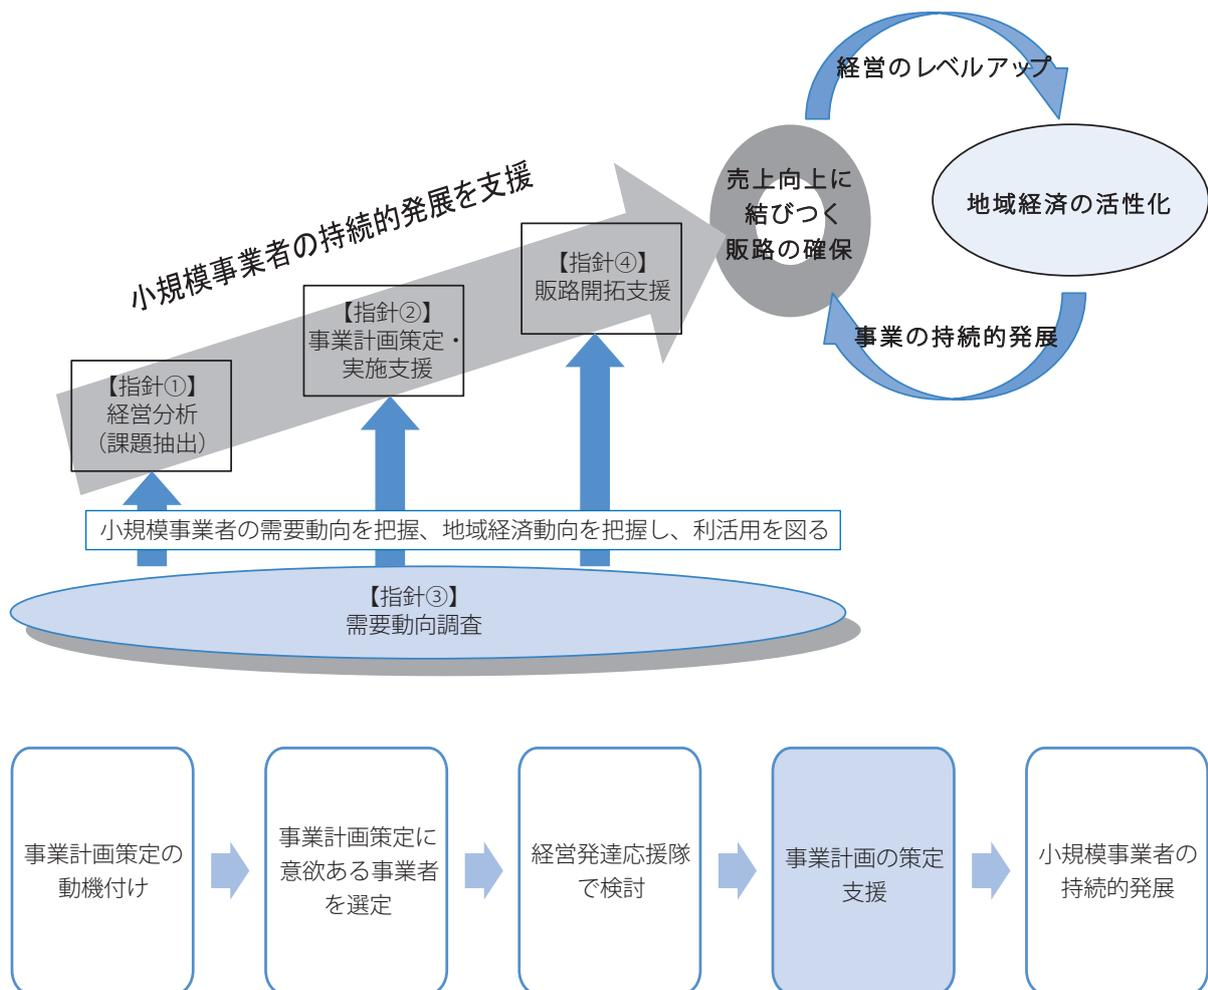 経営のレベルアップ
小規模事業者の持続的発展を支援
売上向上に
結びつく
販路の確保
地域経済の活性化
事業の持続的発展
【指針④】
販路開拓支援
【指針②】
事業計画策定・
実施支援
【指針①】
経営分析
（課題抽出）
小規模事業者の需要動向を把握、地域経済動向を把握し、利活用を図る
【指針③】
需要動向調査
事業計画策定の
動機付け
事業計画策定に
意欲ある事業者
を選定
経営発達応援隊
で検討
事業計画の策定
支援
小規模事業者の
持続的発展